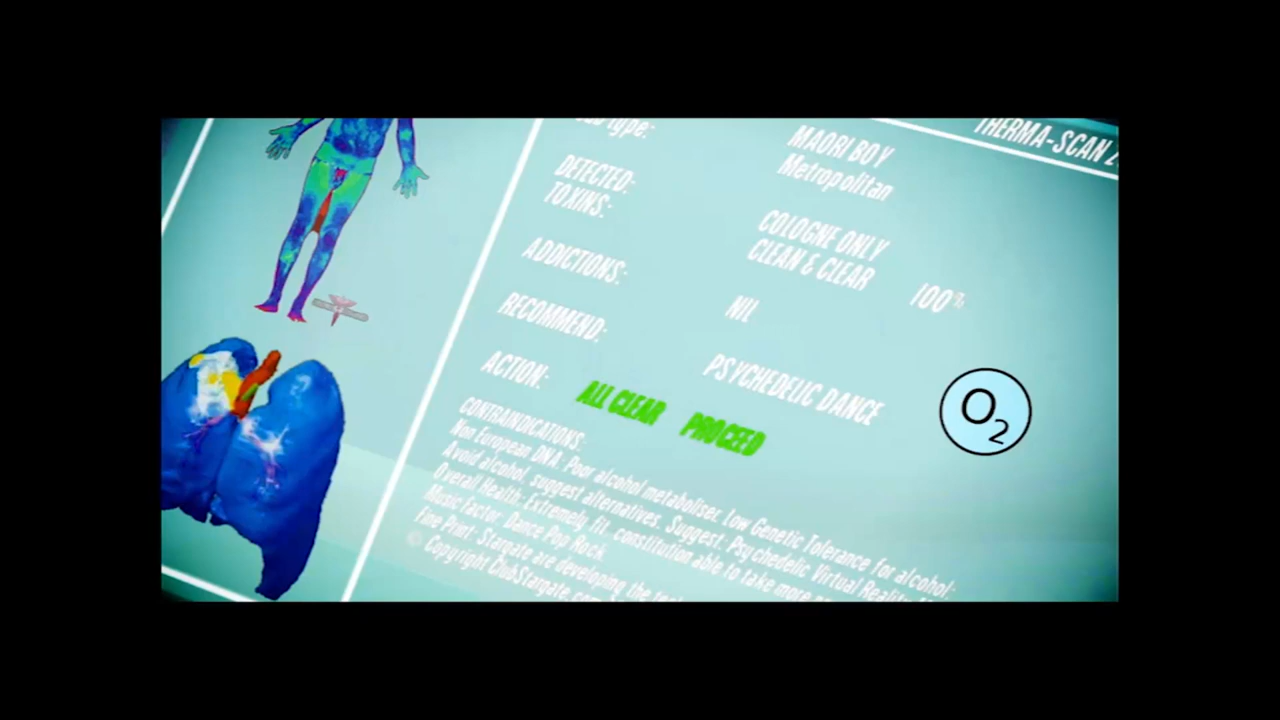 THERMA-SCAN
type:
MAORI BOY
Metropolitan
DETECTED:
TOXINS:
COLOGNE ONLY
CLEAN & CLEAR 100%
ADDICTIONS:
NIL
RECOMMEND:
PSYCHEDELIC DANCE
ACTION:
ALL CLEAR PROCEED
O2
CONTRAINDICATIONS:
Non European DNA: Poor alcohol metaboliser. Low Genetic Tolerance for alcohol:
Avoid alcohol, suggest alternatives. Suggest: Psychedelic Virtual Reality,
Overall Health: Extremely fit, constitution able to take more
Music Factor: Dance Pop Rock.
Fine Print: Stargate are developing the
Copyright ClubStargate.